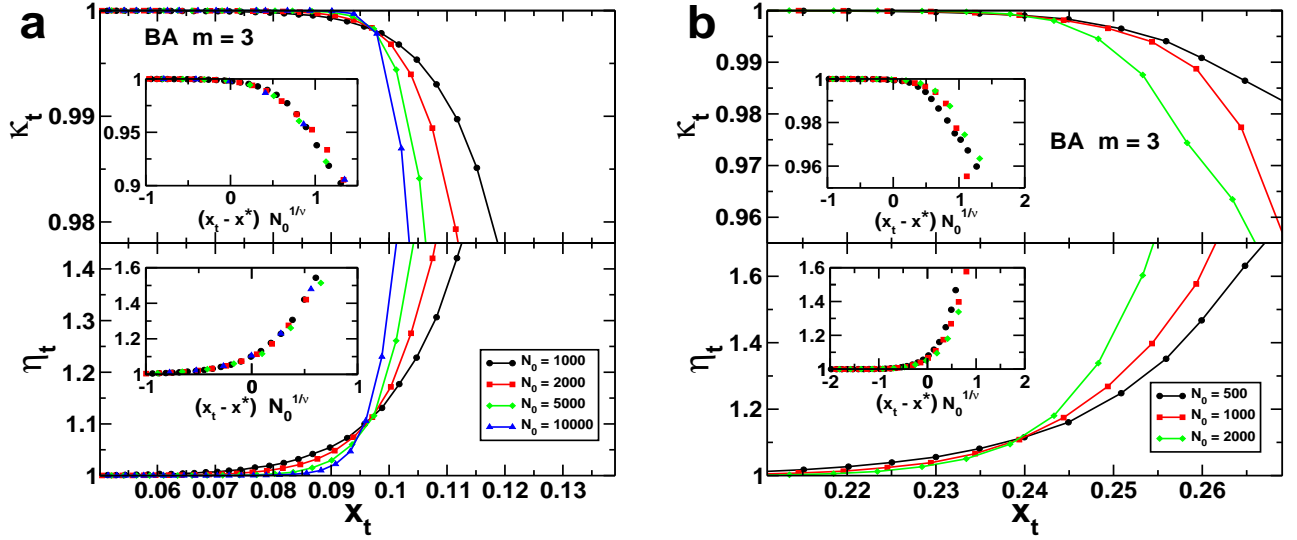 a
BA m = 3
1
0.99
0.98
κt
1
0.95
0.9
-1
0
1
(xt - x*) N0^1/ν
1.4
1.3
1.2
1.1
1
ηt
1.6
1.4
1.2
1
-1
0
1
(xt - x*) N0^1/ν
N0 = 1000
N0 = 2000
N0 = 5000
N0 = 10000
0.06 0.07 0.08 0.09 0.1 0.11 0.12 0.13
xt
b
BA m = 3
1
0.99
0.98
0.97
0.96
κt
1
0.98
0.96
-2 -1 0 1 2
(xt - x*) N0^1/ν
1.6
1.4
1.2
1
ηt
1.6
1.4
1.2
1
-2 -1 0 1 2
(xt - x*) N0^1/ν
N0 = 500
N0 = 1000
N0 = 2000
0.22 0.23 0.24 0.25 0.26
xt